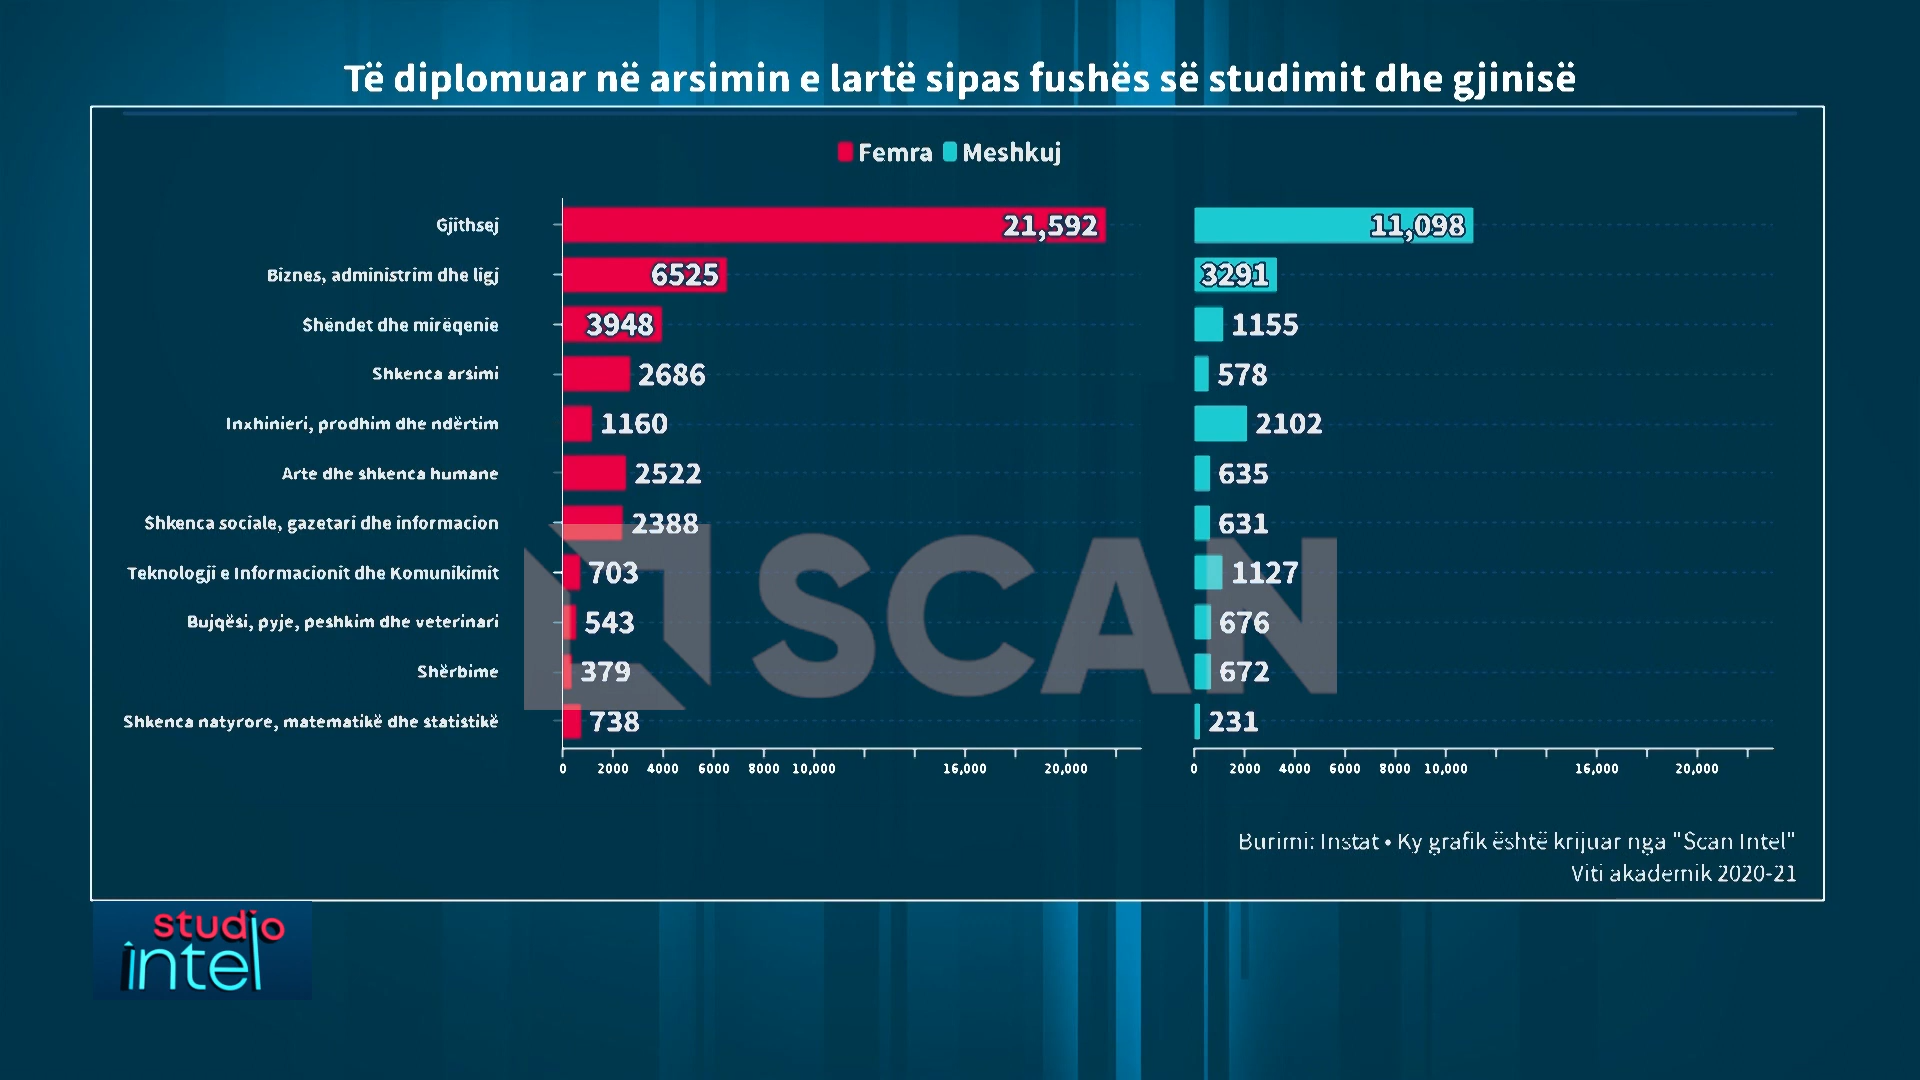 Të diplomuar në arsimin e lartë sipas fushës së studimit dhe gjinisë
Femra Meshkuj
Gjithsej 21,592 11,098
Biznes, administrim dhe ligj 6525 3291
Shëndet dhe mirëqenie 3948 1155
Shkenca arsimi 2686 578
Inxhinieri, prodhim dhe ndërtim 1160 2102
Arte dhe shkenca humane 2522 635
Shkenca sociale, gazetari dhe informacion 2388 631
Teknologji e Informacionit dhe Komunikimit 703 1127
Bujqësi, pyje, peshkim dhe veterinari 543 676
Shërbime 379 672
Shkenca natyrore, matematikë dhe statistikë 738 231
0 2000 4000 6000 8000 10,000 16,000 20,000 0 2000 4000 6000 8000 10,000 16,000 20,000
SCAN
Burimi: Instat • Ky grafik është krijuar nga "Scan Intel"
Viti akademik 2020-21
studio
intel